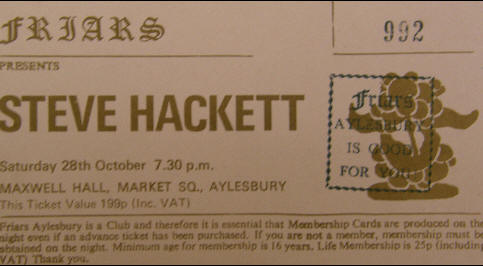 FRIARS
992
PRESENTS
STEVE HACKETT
Friars
AYLESBURY
IS GOOD
FOR YOU
Saturday 28th October 7.30 p.m.
MAXWELL HALL, MARKET SQ., AYLESBURY
This Ticket Value 199p (Inc. VAT)
Friars Aylesbury is a Club and therefore it is essential that Membership Cards are produced on the
night even if an advance ticket has been purchased. If you are not a member, membership must be
obtained on the night. Minimum age for membership is 16 years. Life Membership is 25p (including
VAT) Thank you.